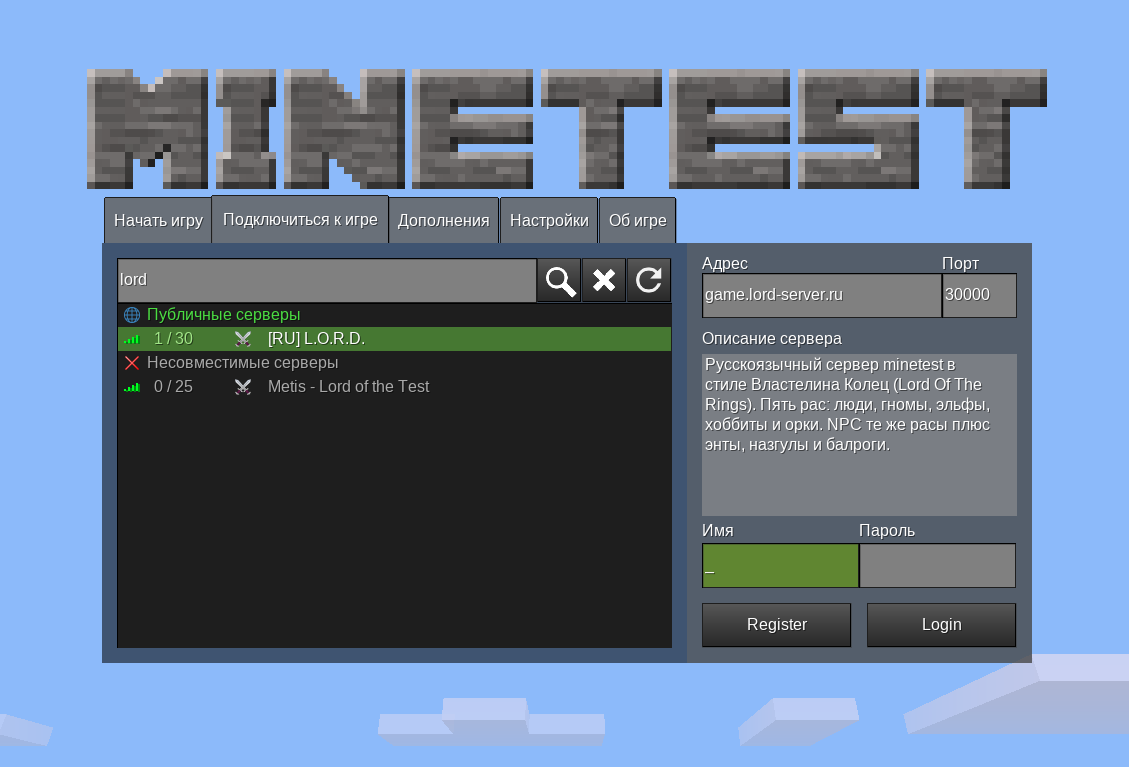 MINETEST
Начать игру
Подключиться к игре
Дополнения
Настройки
Об игре
lord
Публичные серверы
1 / 30 [RU] L.O.R.D.
Несовместимые серверы
0 / 25 Metis - Lord of the Test
Адрес Порт
game.lord-server.ru 30000
Описание сервера
Русскоязычный сервер minetest в
стиле Властелина Колец (Lord Of The
Rings). Пять рас: люди, гномы, эльфы,
хоббиты и орки. NPC те же расы плюс
энты, назгулы и балроги.
Имя Пароль
_
Register Login